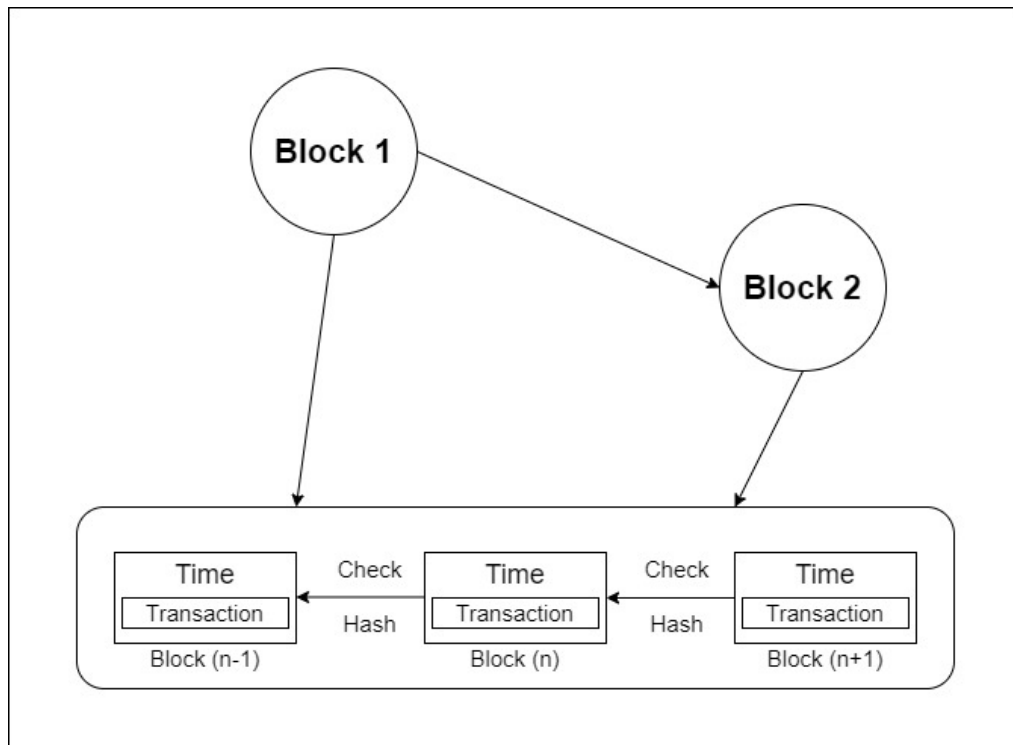 Block 1
Block 2
Time
Transaction
Block (n-1)
Check
Hash
Time
Transaction
Block (n)
Check
Hash
Time
Transaction
Block (n+1)